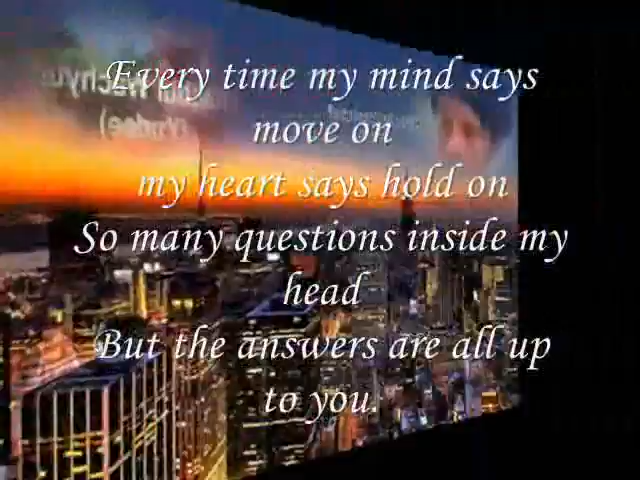 Every time my mind says
move on
my heart says hold on
So many questions inside my
head
But the answers are all up
to you.